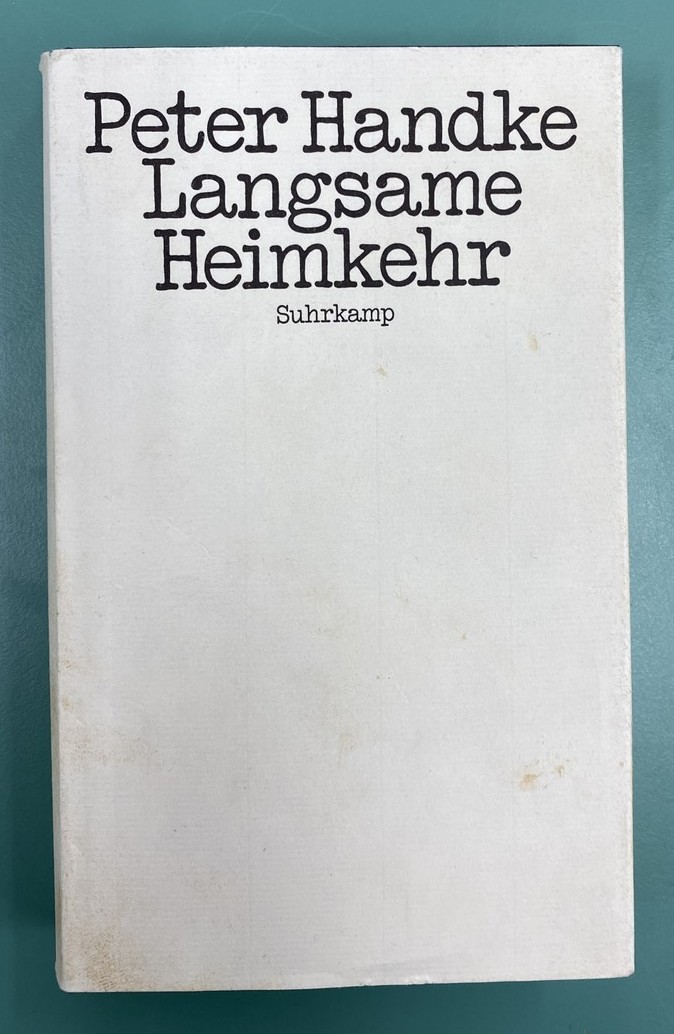 Peter Handke
Langsame
Heimkehr
Suhrkamp